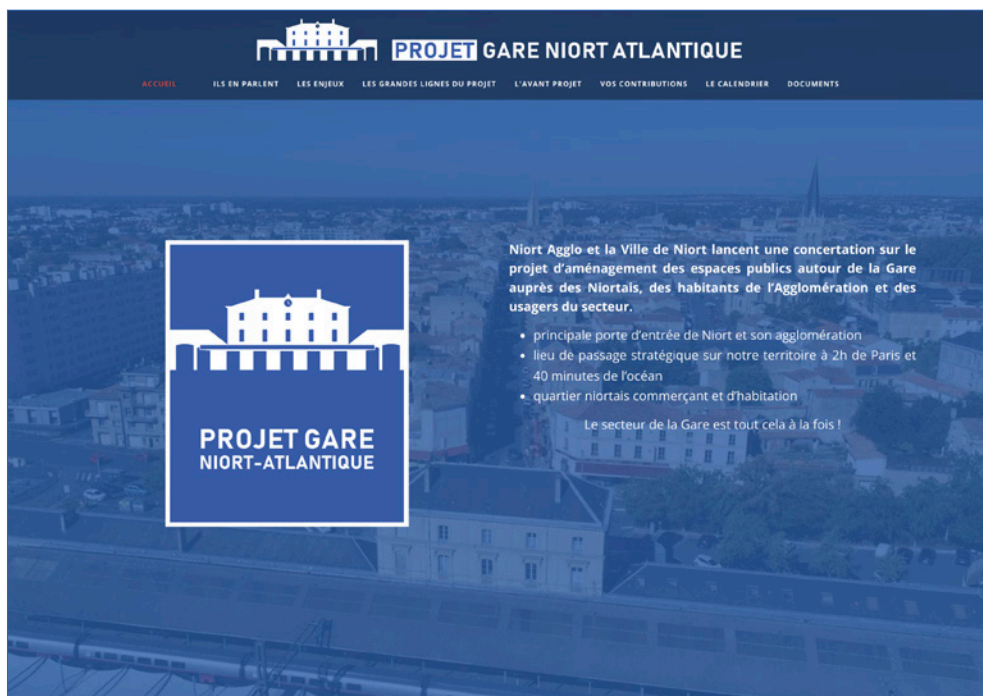 PROJET GARE NIORT ATLANTIQUE
ACCUEIL ILS EN PARLENT LES ENJEUX LES GRANDES LIGNES DU PROJET L'AVANT PROJET VOS CONTRIBUTIONS LE CALENDRIER DOCUMENTS
PROJET GARE
NIORT-ATLANTIQUE
Niort Agglo et la Ville de Niort lancent une concertation sur le
projet d'aménagement des espaces publics autour de la Gare
auprès des Niortais, des habitants de l'Agglomération et des
usagers du secteur.
• principale porte d'entrée de Niort et son agglomération
• lieu de passage stratégique sur notre territoire à 2h de Paris et
40 minutes de l'océan
• quartier niortais commerçant et d'habitation
Le secteur de la Gare est tout cela à la fois !